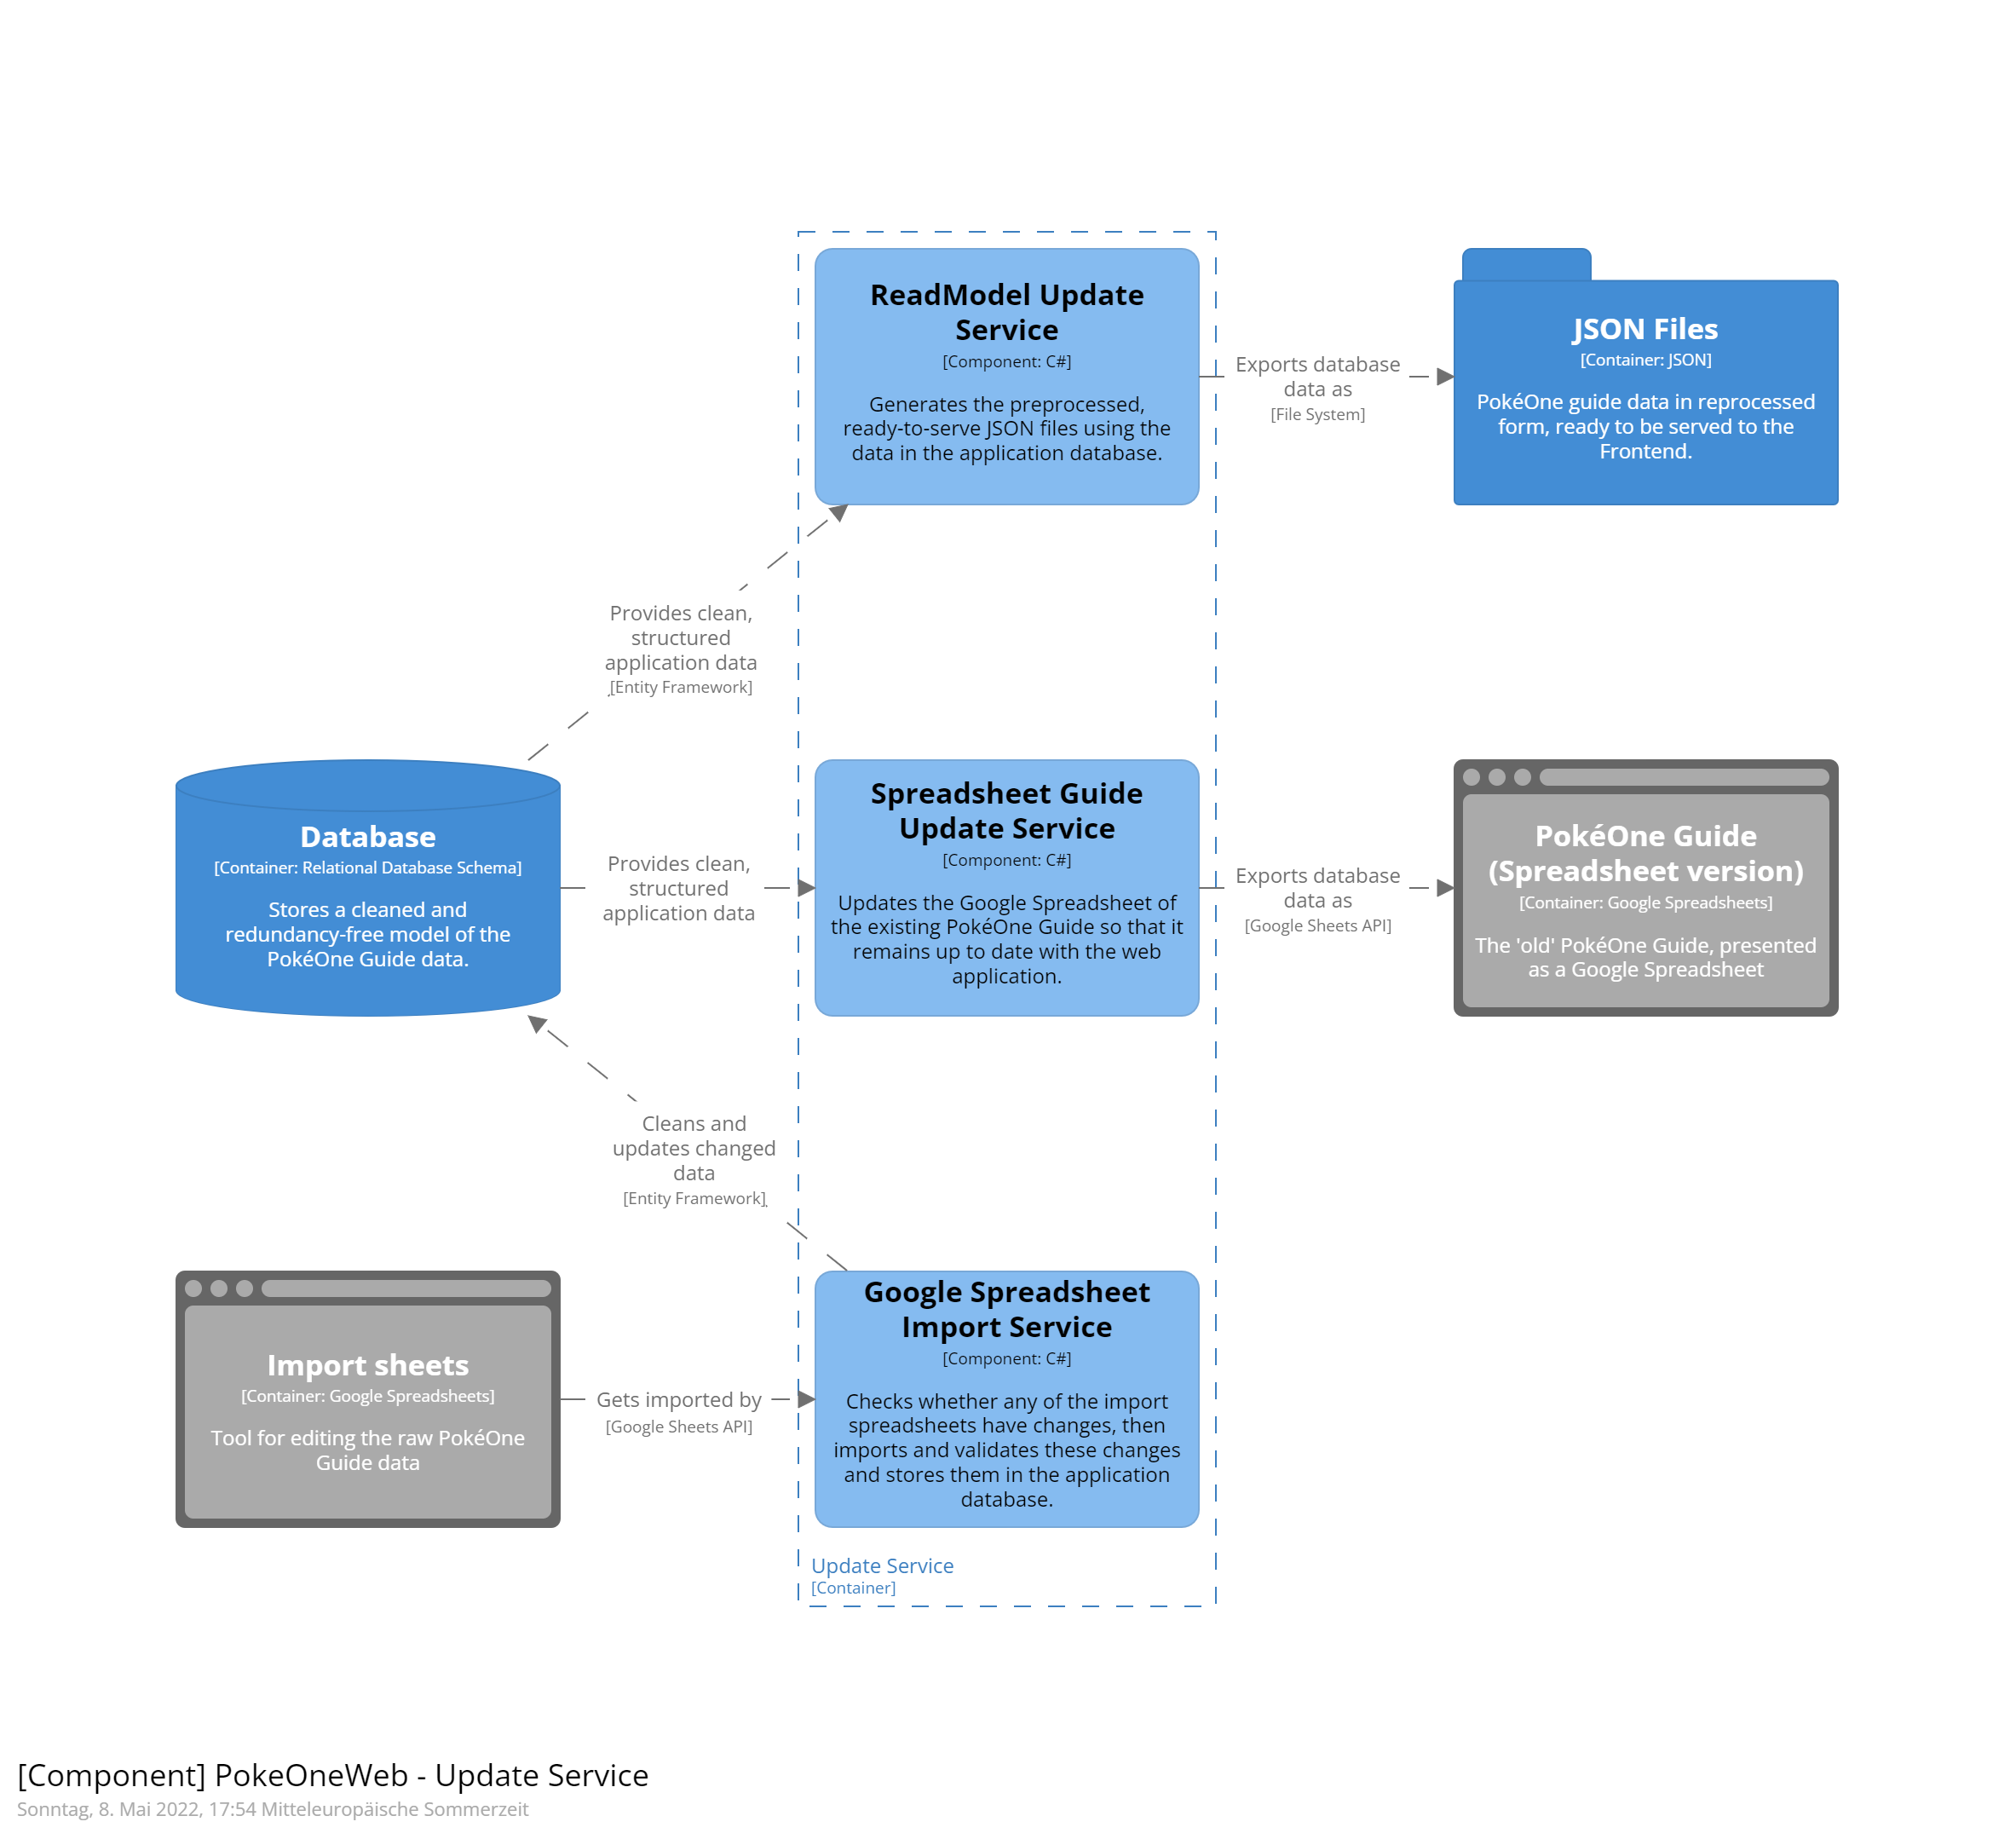 ReadModel Update
Service
[Component: C#]
Generates the preprocessed,
ready-to-serve JSON files using the
data in the application database.
Exports database
data as
[File System]
JSON Files
[Container: JSON]
PokéOne guide data in reprocessed
form, ready to be served to the
Frontend.
Provides clean,
structured
application data
[Entity Framework]
Database
[Container: Relational Database Schema]
Stores a cleaned and
redundancy-free model of the
PokéOne Guide data.
Provides clean,
structured
application data
Spreadsheet Guide
Update Service
[Component: C#]
Updates the Google Spreadsheet of
the existing PokéOne Guide so that it
remains up to date with the web
application.
Exports database
data as
[Google Sheets API]
PokéOne Guide
(Spreadsheet version)
[Container: Google Spreadsheets]
The 'old' PokéOne Guide, presented
as a Google Spreadsheet
Cleans and
updates changed
data
[Entity Framework]
Import sheets
[Container: Google Spreadsheets]
Tool for editing the raw PokéOne
Guide data
Gets imported by
[Google Sheets API]
Google Spreadsheet
Import Service
[Component: C#]
Checks whether any of the import
spreadsheets have changes, then
imports and validates these changes
and stores them in the application
database.
Update Service
[Container]
[Component] PokeOneWeb - Update Service
Sonntag, 8. Mai 2022, 17:54 Mitteleuropäische Sommerzeit